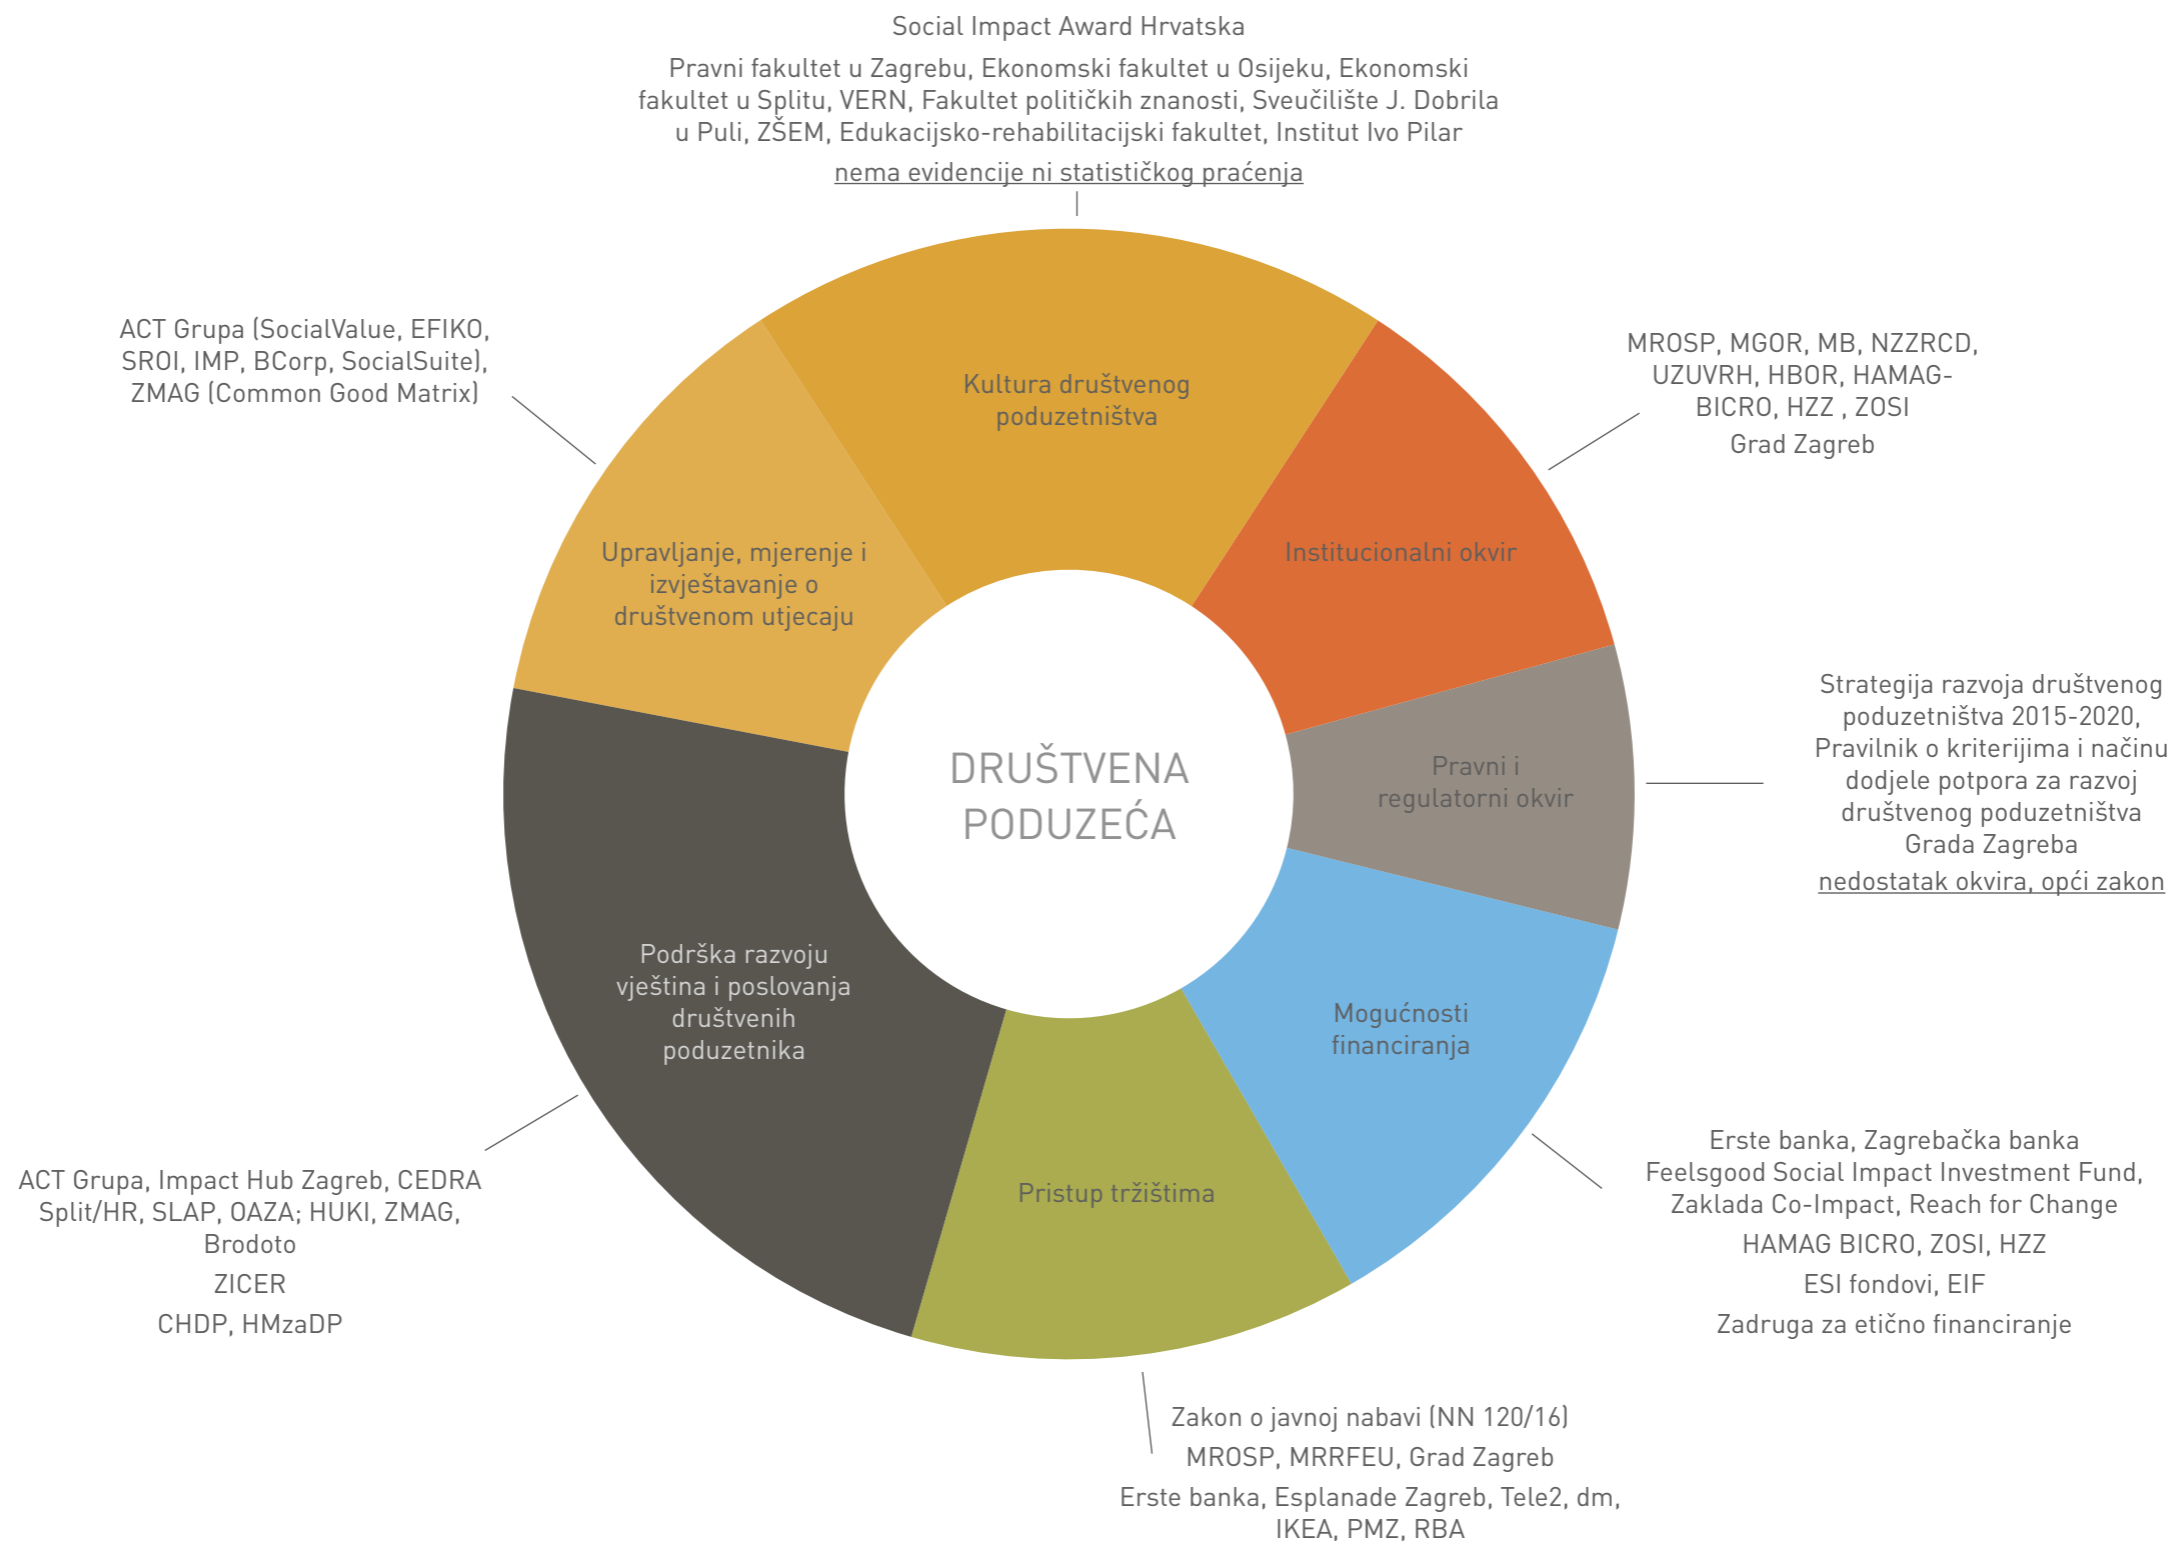 Social Impact Award Hrvatska
Pravni fakultet u Zagrebu, Ekonomski fakultet u Osijeku, Ekonomski
fakultet u Splitu, VERN, Fakultet političkih znanosti, Sveučilište J. Dobrila
u Puli, ZŠEM, Edukacijsko-rehabilitacijski fakultet, Institut Ivo Pilar
nema evidencije ni statističkog praćenja
ACT Grupa (SocialValue, EFIKO,
SROI, IMP, BCorp, SocialSuite),
ZMAG (Common Good Matrix)
MROSP, MGOR, MB, NZZRCD,
UZUVRH, HBOR, HAMAG-
BICRO, HZZ , ZOSI
Grad Zagreb
Kultura društvenog
poduzetništva
Upravljanje, mjerenje i
izvještavanje o
društvenom utjecaju
Institucionalni okvir
DRUŠTVENA
PODUZEĆA
Pravni i
regulatorni okvir
Strategija razvoja društvenog
poduzetništva 2015-2020,
Pravilnik o kriterijima i načinu
dodjele potpora za razvoj
društvenog poduzetništva
Grada Zagreba
nedostatak okvira, opći zakon
Podrška razvoju
vještina i poslovanja
društvenih
poduzetnika
Mogućnosti
financiranja
Pristup tržištima
ACT Grupa, Impact Hub Zagreb, CEDRA
Split/HR, SLAP, OAZA; HUKI, ZMAG,
Brodoto
ZICER
CHDP, HMzaDP
Erste banka, Zagrebačka banka
Feelsgood Social Impact Investment Fund,
Zaklada Co-Impact, Reach for Change
HAMAG BICRO, ZOSI, HZZ
ESI fondovi, EIF
Zadruga za etično financiranje
Zakon o javnoj nabavi (NN 120/16)
MROSP, MRRFEU, Grad Zagreb
Erste banka, Esplanade Zagreb, Tele2, dm,
IKEA, PMZ, RBA